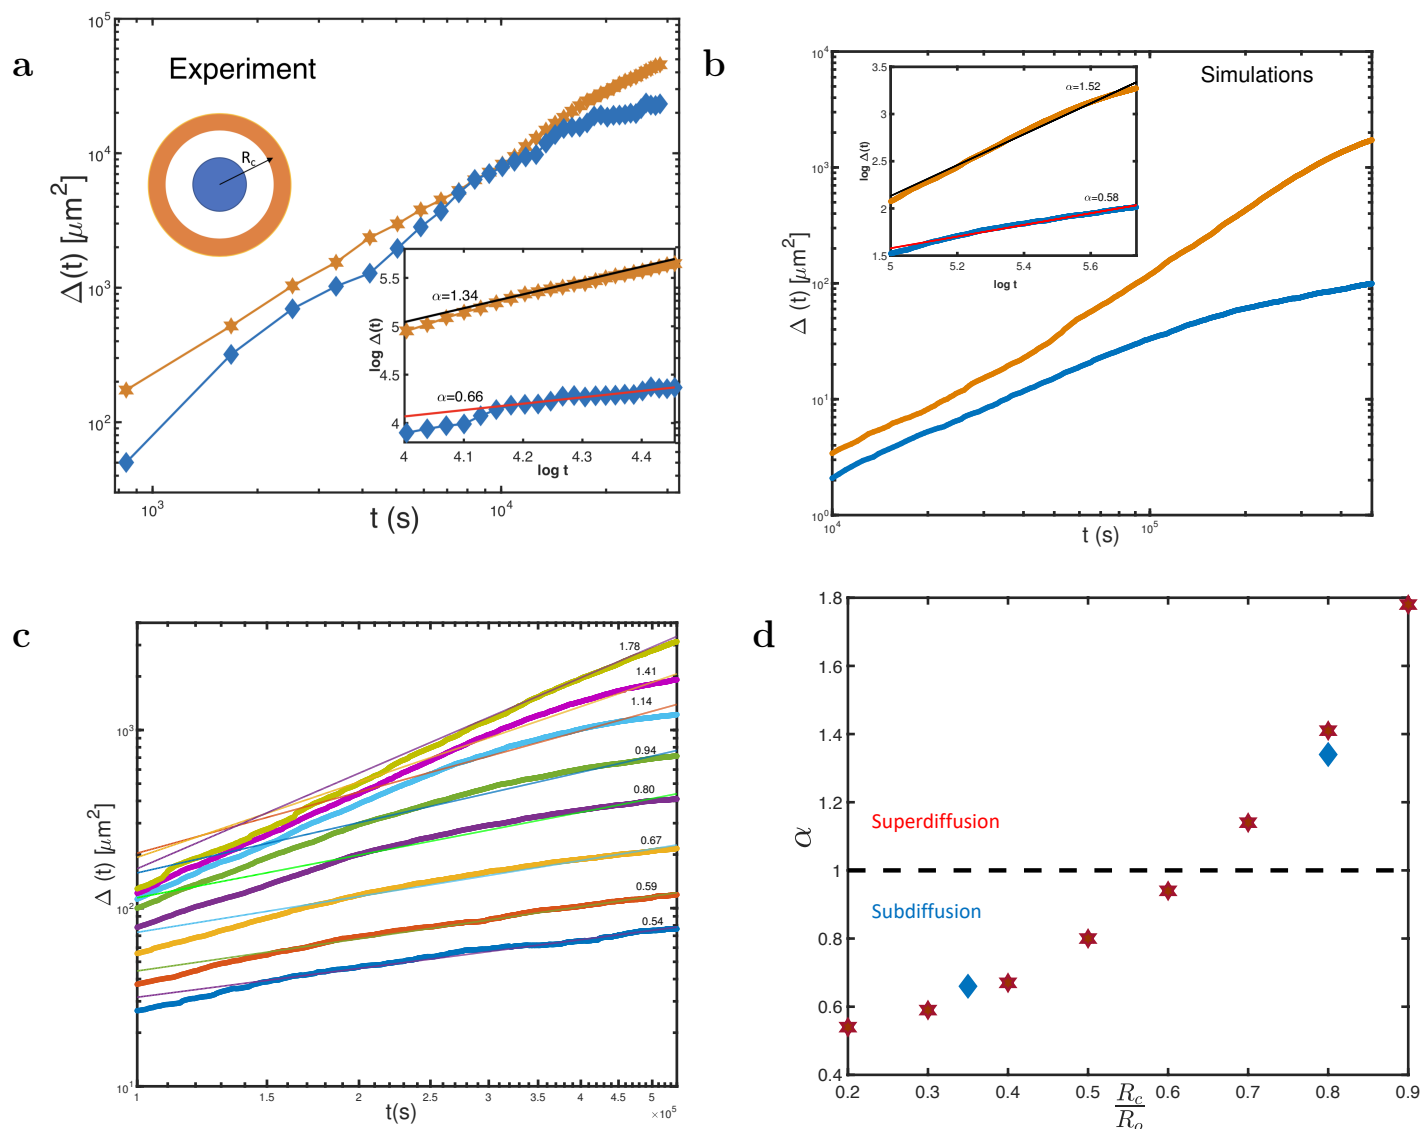 a
Experiment
R_c
Δ(t) [μm²]
10⁵
10⁴
10³
10²
10³
10⁴
t (s)
log Δ(t)
5.5
5
4.5
4
α=1.34
α=0.66
4
4.1
4.2
4.3
4.4
log t
b
Simulations
Δ (t) [μm²]
10⁴
10³
10²
10¹
10⁰
10⁴
10⁵
t (s)
log Δ(t)
3.5
3
2.5
2
1.5
α=1.52
α=0.58
5
5.2
5.4
5.6
log t
c
Δ (t) [μm²]
10³
10²
10¹
1.78
1.41
1.14
0.94
0.80
0.67
0.59
0.54
1
1.5
2
2.5
3
3.5
4
4.5
5
×10⁵
t(s)
d
α
1.8
1.6
1.4
1.2
1
0.8
0.6
0.4
Superdiffusion
Subdiffusion
0.2
0.3
0.4
0.5
0.6
0.7
0.8
0.9
R_c
R_o